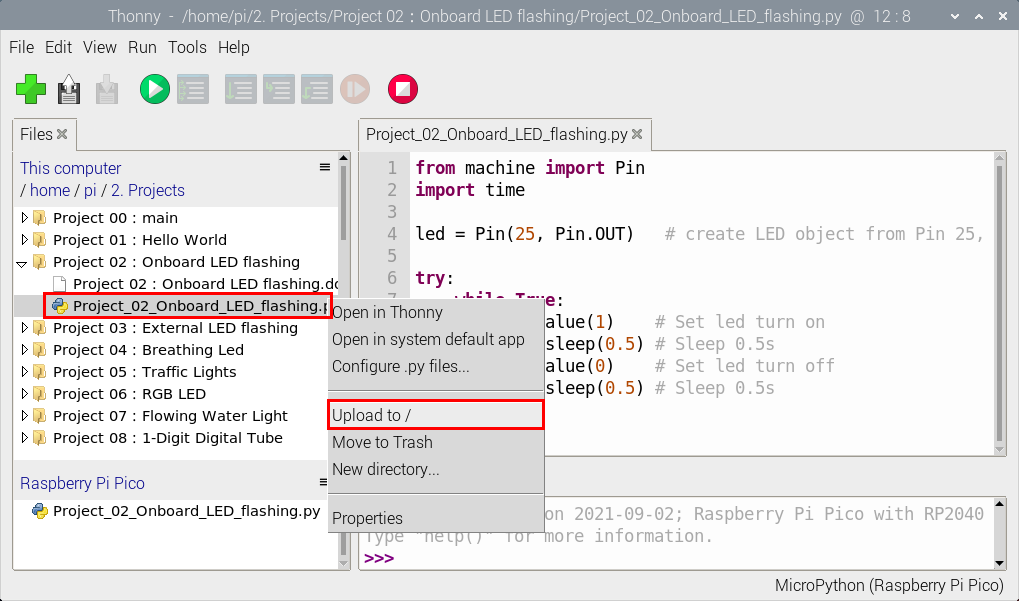 Thonny - /home/pi/2. Projects/Project 02 : Onboard LED flashing/Project_02_Onboard_LED_flashing.py @ 12 : 8
File Edit View Run Tools Help
Files
This computer
/ home / pi / 2. Projects
Project 00 : main
Project 01 : Hello World
Project 02 : Onboard LED flashing
Project 02 : Onboard LED flashing.do
Project_02_Onboard_LED_flashing.p
Project 03 : External LED flashing
Project 04 : Breathing Led
Project 05 : Traffic Lights
Project 06 : RGB LED
Project 07 : Flowing Water Light
Project 08 : 1-Digit Digital Tube
Raspberry Pi Pico
Project_02_Onboard_LED_flashing.py
Open in Thonny
Open in system default app
Configure .py files...
Upload to /
Move to Trash
New directory...
Properties
Project_02_Onboard_LED_flashing.py
1 from machine import Pin
2 import time
3
4 led = Pin(25, Pin.OUT) # create LED object from Pin 25,
5
6 try:
7 while True:
alue(1) # Set led turn on
sleep(0.5) # Sleep 0.5s
alue(0) # Set led turn off
sleep(0.5) # Sleep 0.5s
on 2021-09-02; Raspberry Pi Pico with RP2040
Type "help()" for more information.
>>>
MicroPython (Raspberry Pi Pico)